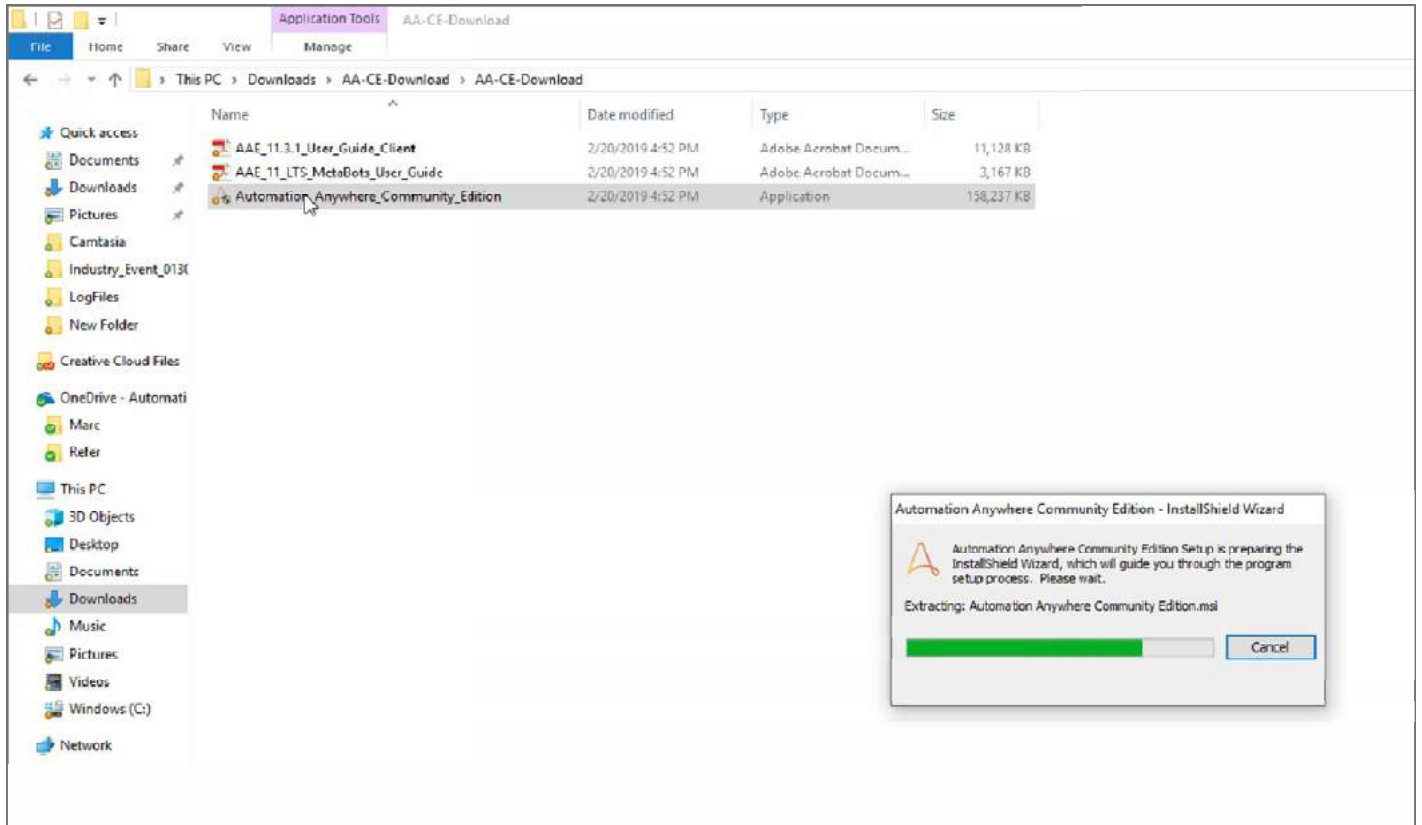 Application Tools
AA-CE-Download
File
Home
Share
View
Manage
This PC > Downloads > AA-CE-Download > AA-CE-Download
Name
Date modified
Type
Size
AAE_11.3.1_User_Guide_Client
2/20/2019 4:52 PM
Adobe Acrobat Docum...
11,128 KB
AAE_11_LTS_MetaBots_User_Guide
2/20/2019 4:52 PM
Adobe Acrobat Docum...
3,167 KB
Automation_Anywhere_Community_Edition
2/20/2019 4:52 PM
Application
158,237 KB
Quick access
Documents
Downloads
Pictures
Camtasia
Industry_Event_013(
LogFiles
New Folder
Creative Cloud Files
OneDrive - Automati
Marc
Refer
This PC
3D Objects
Desktop
Documents
Downloads
Music
Pictures
Videos
Windows (C:)
Network
Automation Anywhere Community Edition - InstallShield Wizard
Automation Anywhere Community Edition Setup is preparing the
InstallShield Wizard, which will guide you through the program
setup process. Please wait.
Extracting: Automation Anywhere Community Edition.msi
Cancel